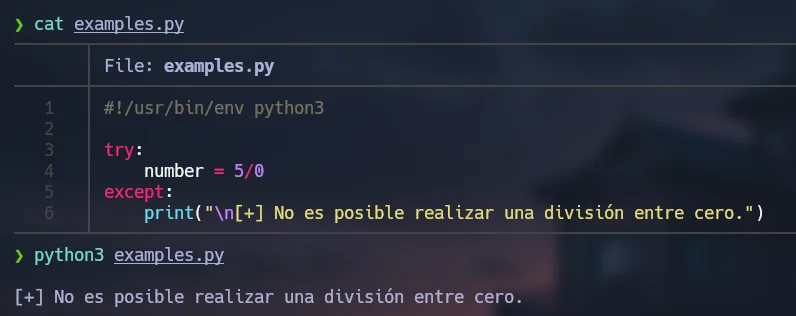 ❯ cat examples.py
File: examples.py
1 #!/usr/bin/env python3
2
3 try:
4     number = 5/0
5 except:
6     print("\n[+] No es posible realizar una división entre cero.")
❯ python3 examples.py
[+] No es posible realizar una división entre cero.